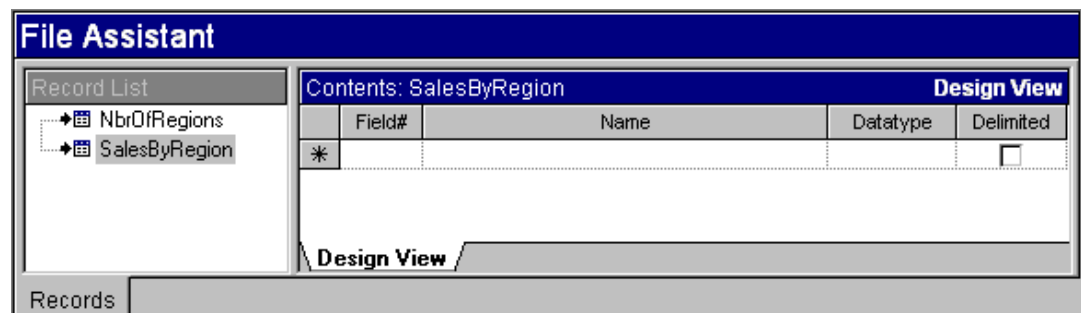 File Assistant
Record List
NbrOfRegions
SalesByRegion
Contents: SalesByRegion Design View
Field# Name Datatype Delimited
*
Design View
Records